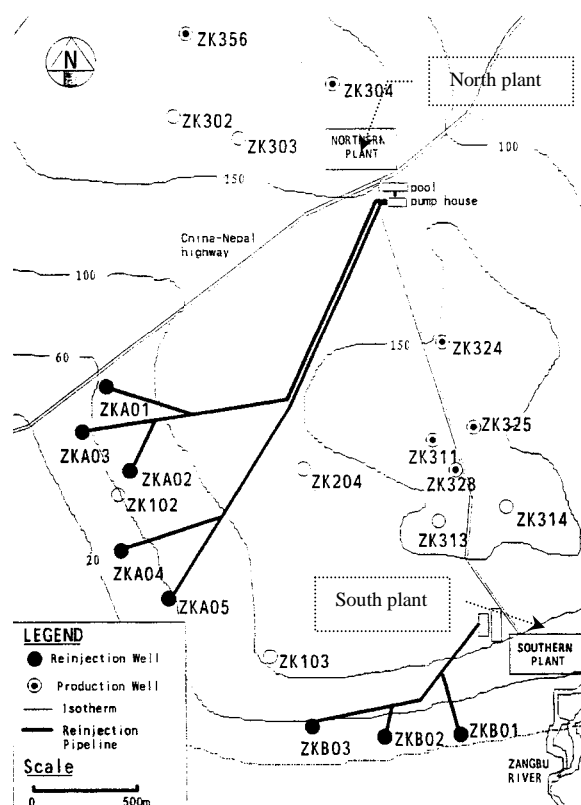 N
ZK356
ZK304
North plant
ZK302
ZK303
NORTHERN
PLANT
100
150
pool
pump house
China-Nepal
highway
100
60
150
ZK324
ZKA01
ZKA03
ZK325
ZK311
ZKA02
ZK204
ZK328
ZK102
ZK314
ZK313
ZKA04
20
ZKA05
South plant
LEGEND
Reinjection Well
Production Well
Isotherm
Reinjection
Pipeline
Scale
0 500m
ZK103
SOUTHERN
PLANT
ZKB03
ZKB02
ZKB01
ZANGBU
RIVER